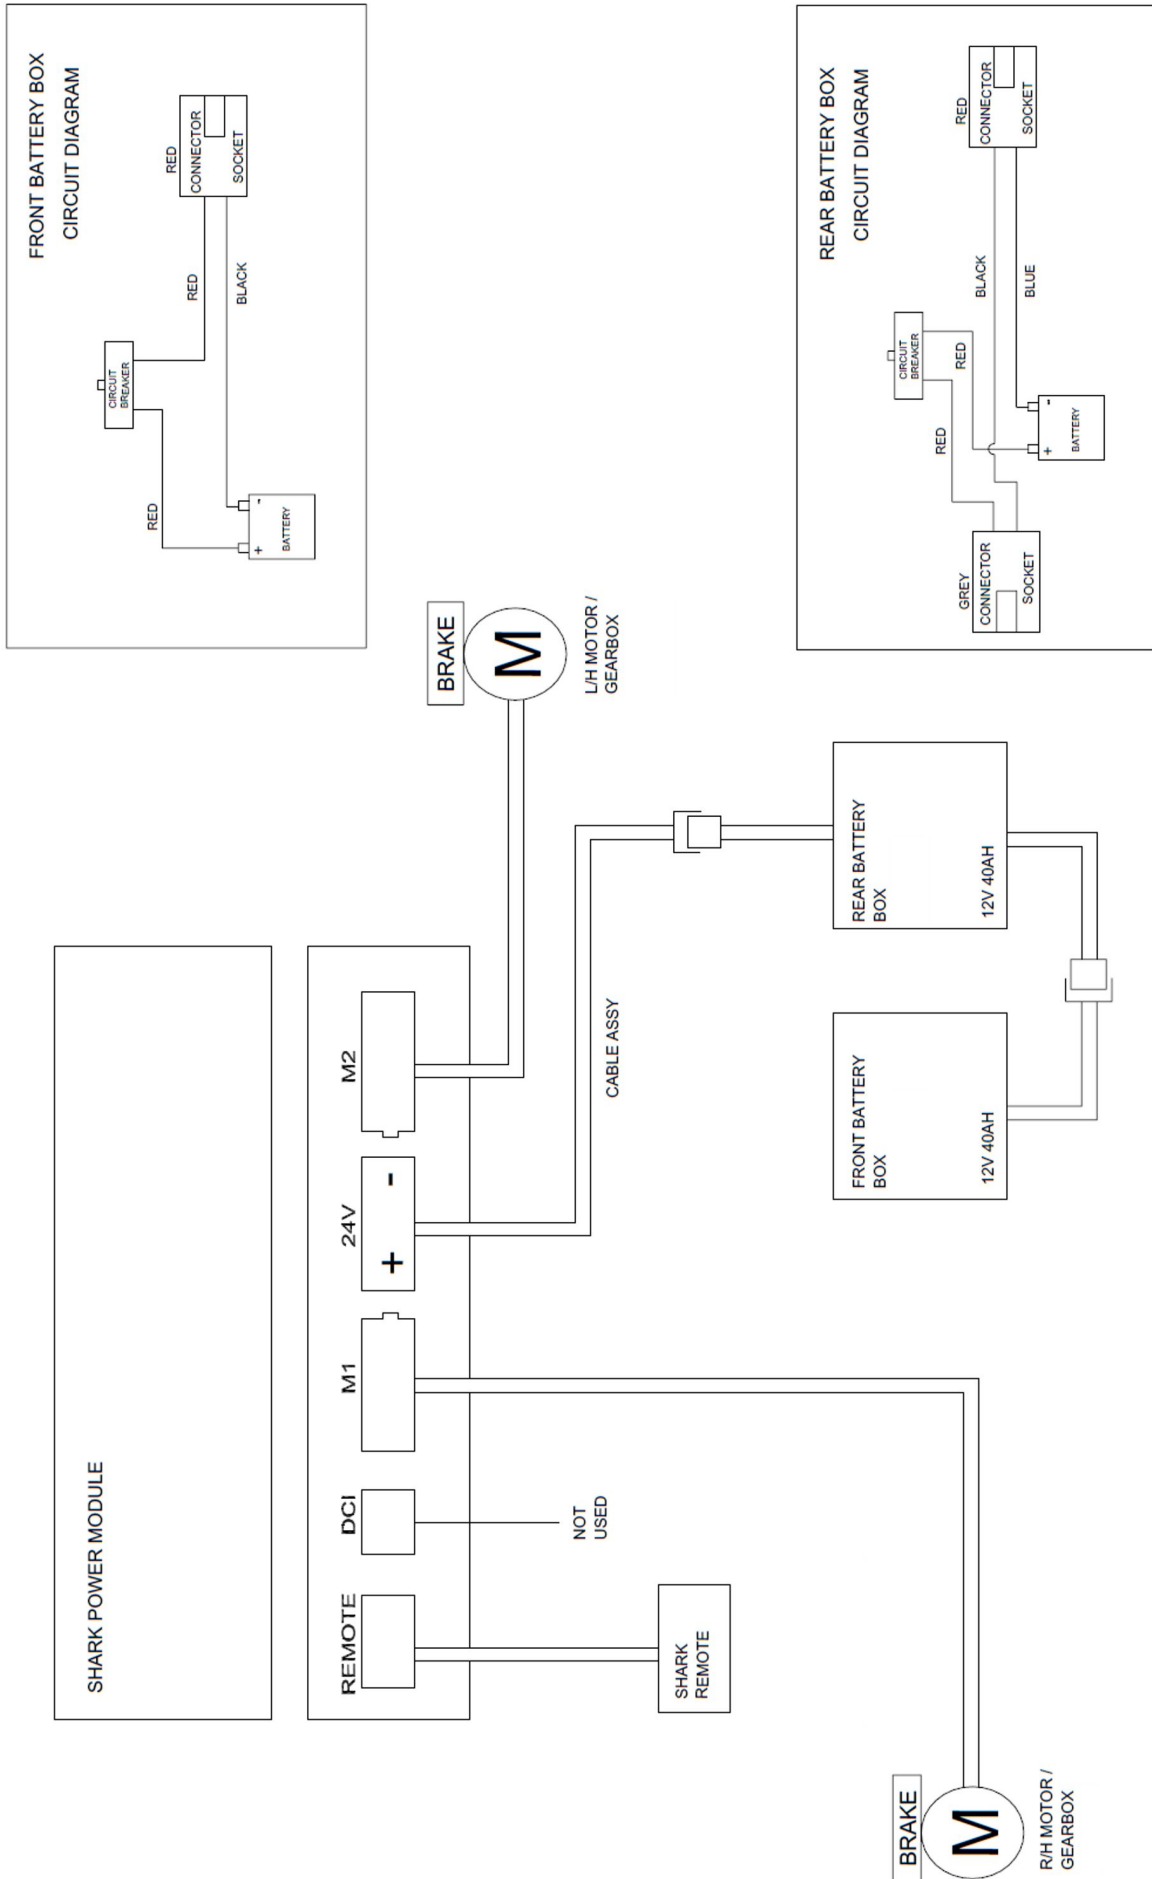 SHARK POWER MODULE
REMOTE
DCI
M1
24V
M2
+
-
SHARK
REMOTE
NOT
USED
CABLE ASSY
BRAKE
M
R/H MOTOR /
GEARBOX
BRAKE
M
L/H MOTOR /
GEARBOX
FRONT BATTERY
BOX
12V 40AH
REAR BATTERY
BOX
12V 40AH
FRONT BATTERY BOX
CIRCUIT DIAGRAM
CIRCUIT
BREAKER
RED
RED
BLACK
RED
CONNECTOR
SOCKET
+
-
BATTERY
REAR BATTERY BOX
CIRCUIT DIAGRAM
CIRCUIT
BREAKER
RED
RED
BLACK
BLUE
GREY
CONNECTOR
SOCKET
RED
CONNECTOR
SOCKET
+
-
BATTERY